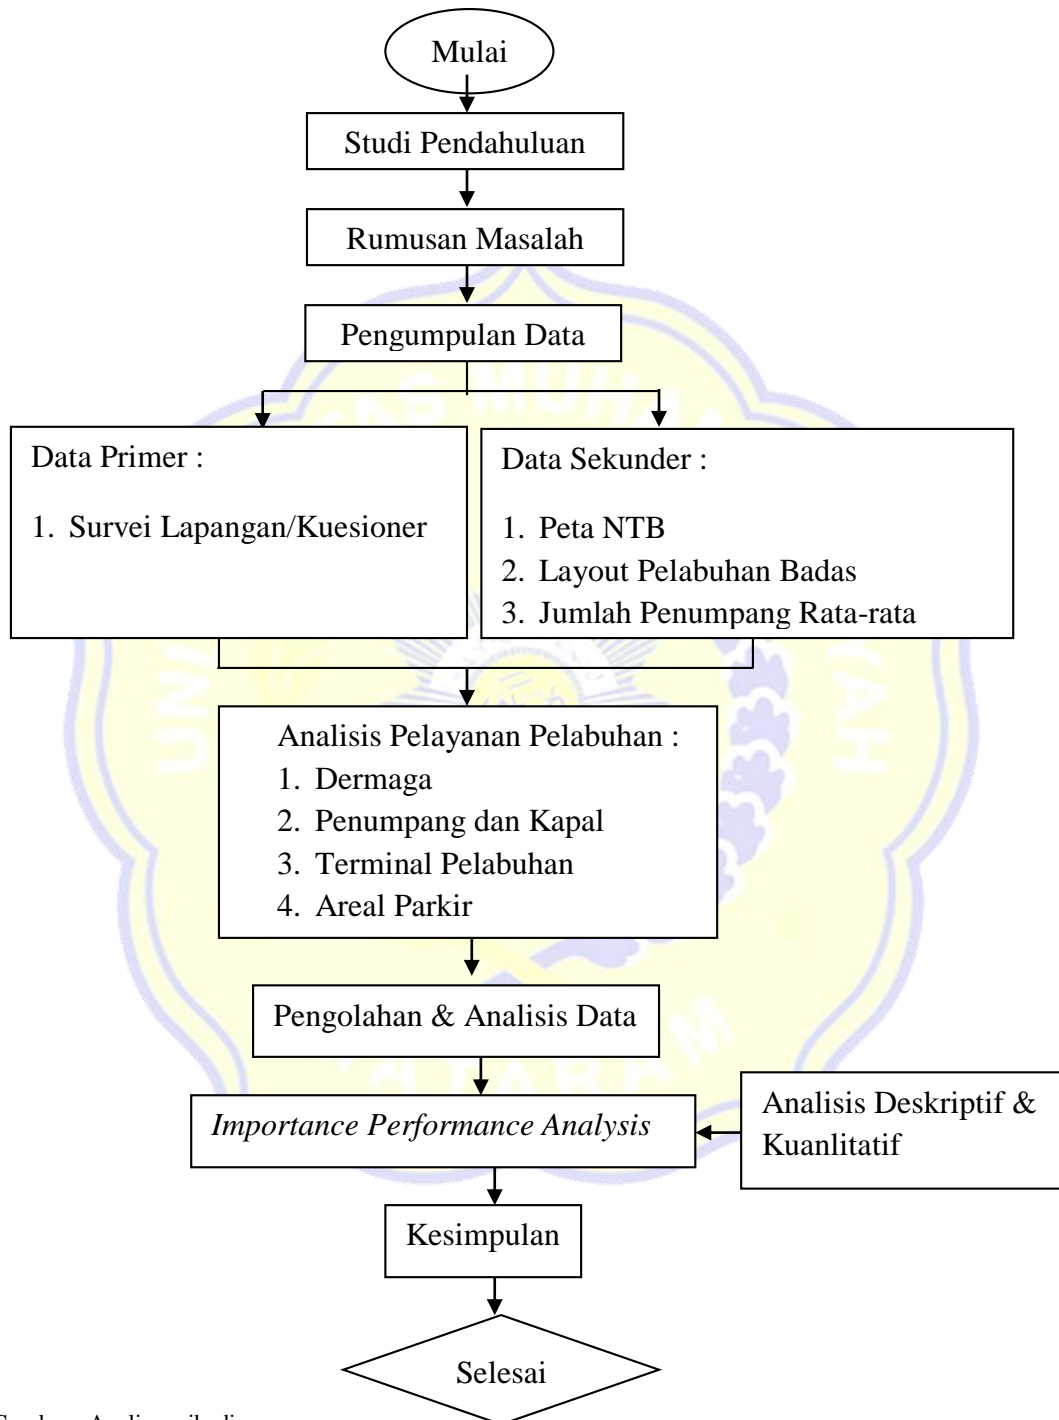 Mulai
Studi Pendahuluan
Rumusan Masalah
Pengumpulan Data
Data Primer :
1. Survei Lapangan/Kuesioner
Data Sekunder :
1. Peta NTB
2. Layout Pelabuhan Badas
3. Jumlah Penumpang Rata-rata
Analisis Pelayanan Pelabuhan :
1. Dermaga
2. Penumpang dan Kapal
3. Terminal Pelabuhan
4. Areal Parkir
Pengolahan & Analisis Data
Importance Performance Analysis
Analisis Deskriptif &
Kuanlitatif
Kesimpulan
Selesai